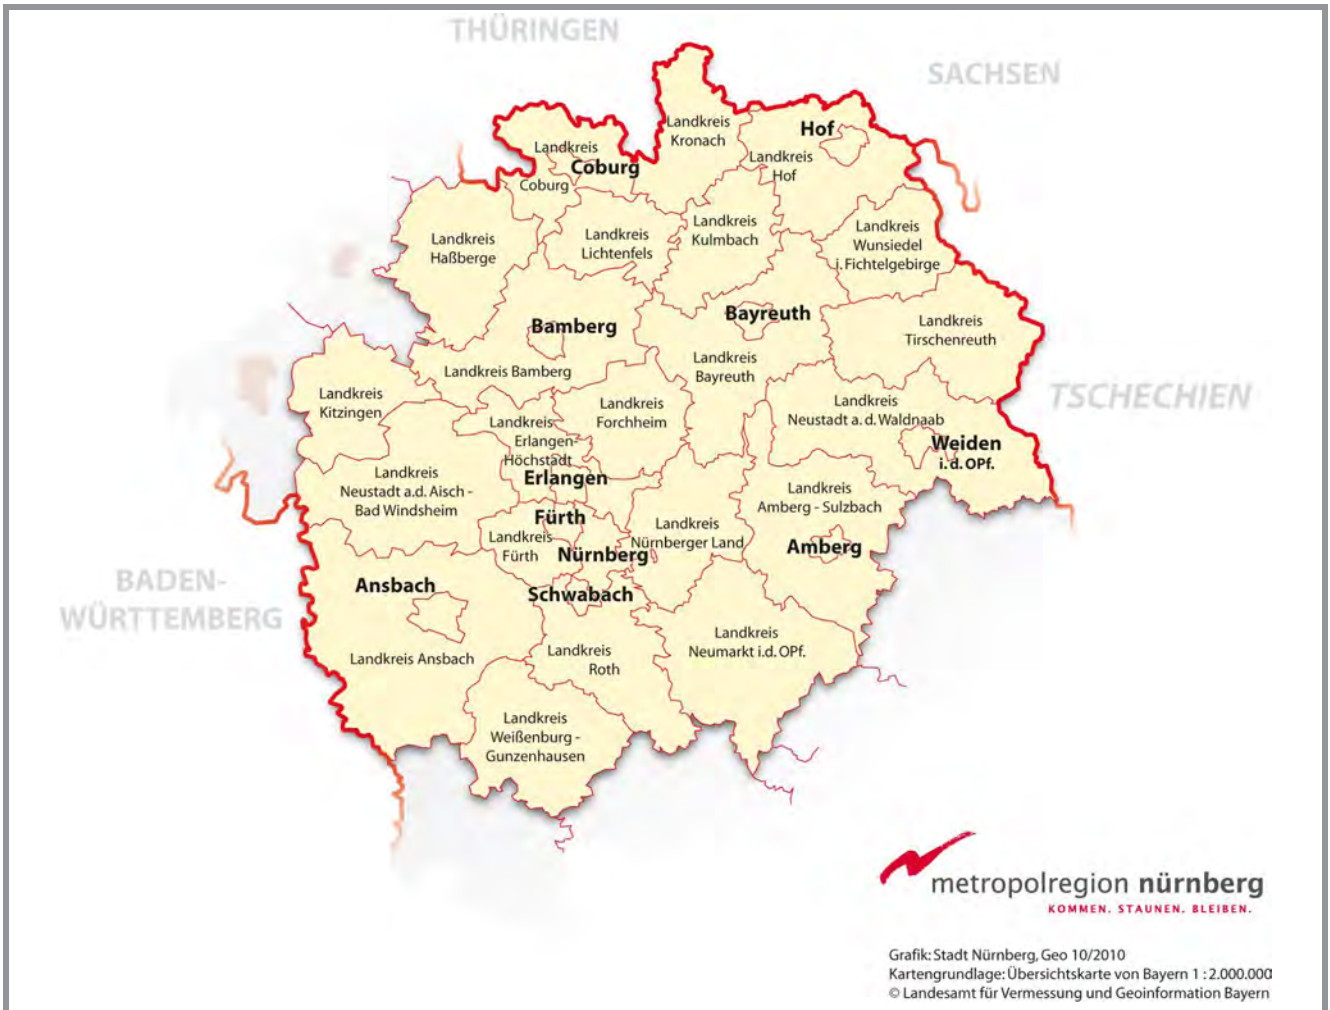 THÜRINGEN
SACHSEN
Landkreis
Kronach
Hof
Landkreis
Hof
Landkreis
Coburg
Coburg
Landkreis
Haßberge
Landkreis
Lichtenfels
Landkreis
Kulmbach
Landkreis
Wunsiedel
i. Fichtelgebirge
Bamberg
Landkreis Bamberg
Bayreuth
Landkreis
Bayreuth
Landkreis
Tirschenreuth
TSCHECHIEN
Landkreis
Kitzingen
Landkreis
Erlangen-
Höchstadt
Landkreis
Forchheim
Landkreis
Neustadt a. d. Waldnaab
Weiden
i. d. OPf.
Landkreis
Neustadt a.d. Aisch -
Bad Windsheim
Erlangen
Fürth
Landkreis
Fürth
Nürnberg
Landkreis
Nürnberger Land
Landkreis
Amberg - Sulzbach
Amberg
BADEN-
WÜRTTEMBERG
Ansbach
Landkreis Ansbach
Schwabach
Landkreis
Roth
Landkreis
Neumarkt i.d. OPf.
Landkreis
Weißenburg -
Gunzenhausen
metropolregion nürnberg
KOMMEN. STAUNEN. BLEIBEN.
Grafik: Stadt Nürnberg, Geo 10/2010
Kartengrundlage: Übersichtskarte von Bayern 1 : 2.000.000
© Landesamt für Vermessung und Geoinformation Bayern